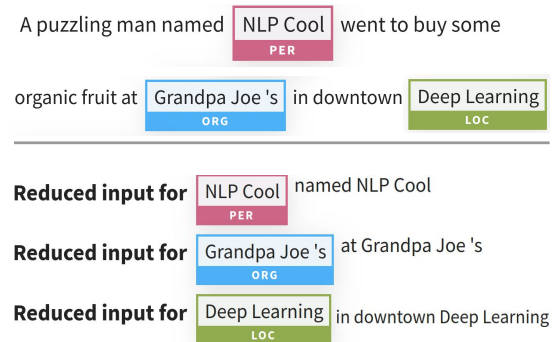 A puzzling man named NLP Cool went to buy some
PER
organic fruit at Grandpa Joe 's in downtown Deep Learning
ORG LOC
Reduced input for NLP Cool named NLP Cool
PER
Reduced input for Grandpa Joe 's at Grandpa Joe 's
ORG
Reduced input for Deep Learning in downtown Deep Learning
LOC